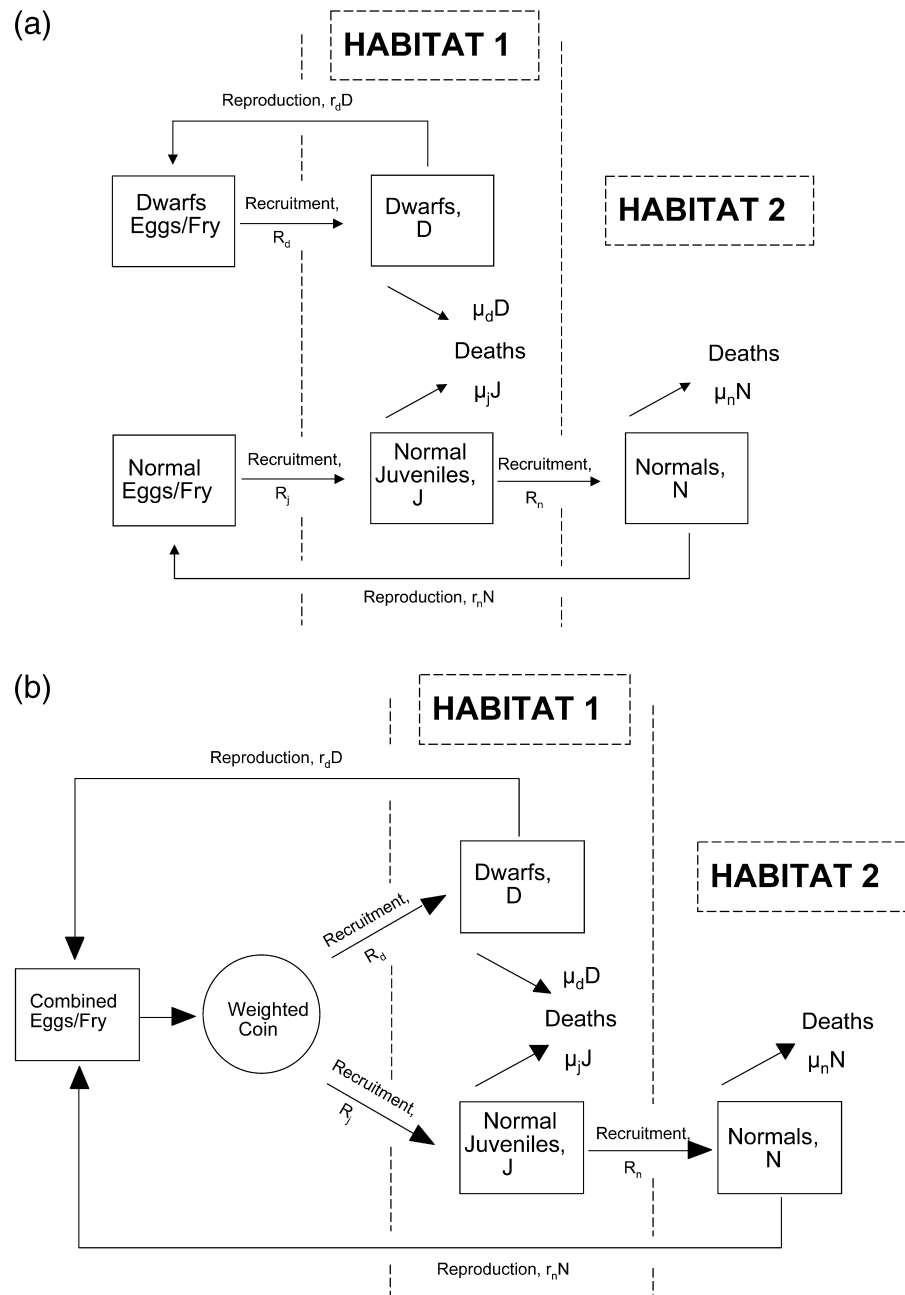 (a)
HABITAT 1
Reproduction, r_dD
Dwarfs
Eggs/Fry
Recruitment,
R_d
Dwarfs,
D
HABITAT 2
μ_dD
Deaths
μ_jJ
Deaths
μ_nN
Normal
Eggs/Fry
Recruitment,
R_j
Normal
Juveniles,
J
Recruitment,
R_n
Normals,
N
Reproduction, r_nN
(b)
HABITAT 1
Reproduction, r_dD
Dwarfs,
D
HABITAT 2
Recruitment,
R_d
Combined
Eggs/Fry
Weighted
Coin
μ_dD
Deaths
μ_jJ
Deaths
μ_nN
Recruitment,
R_j
Normal
Juveniles,
J
Recruitment,
R_n
Normals,
N
Reproduction, r_nN